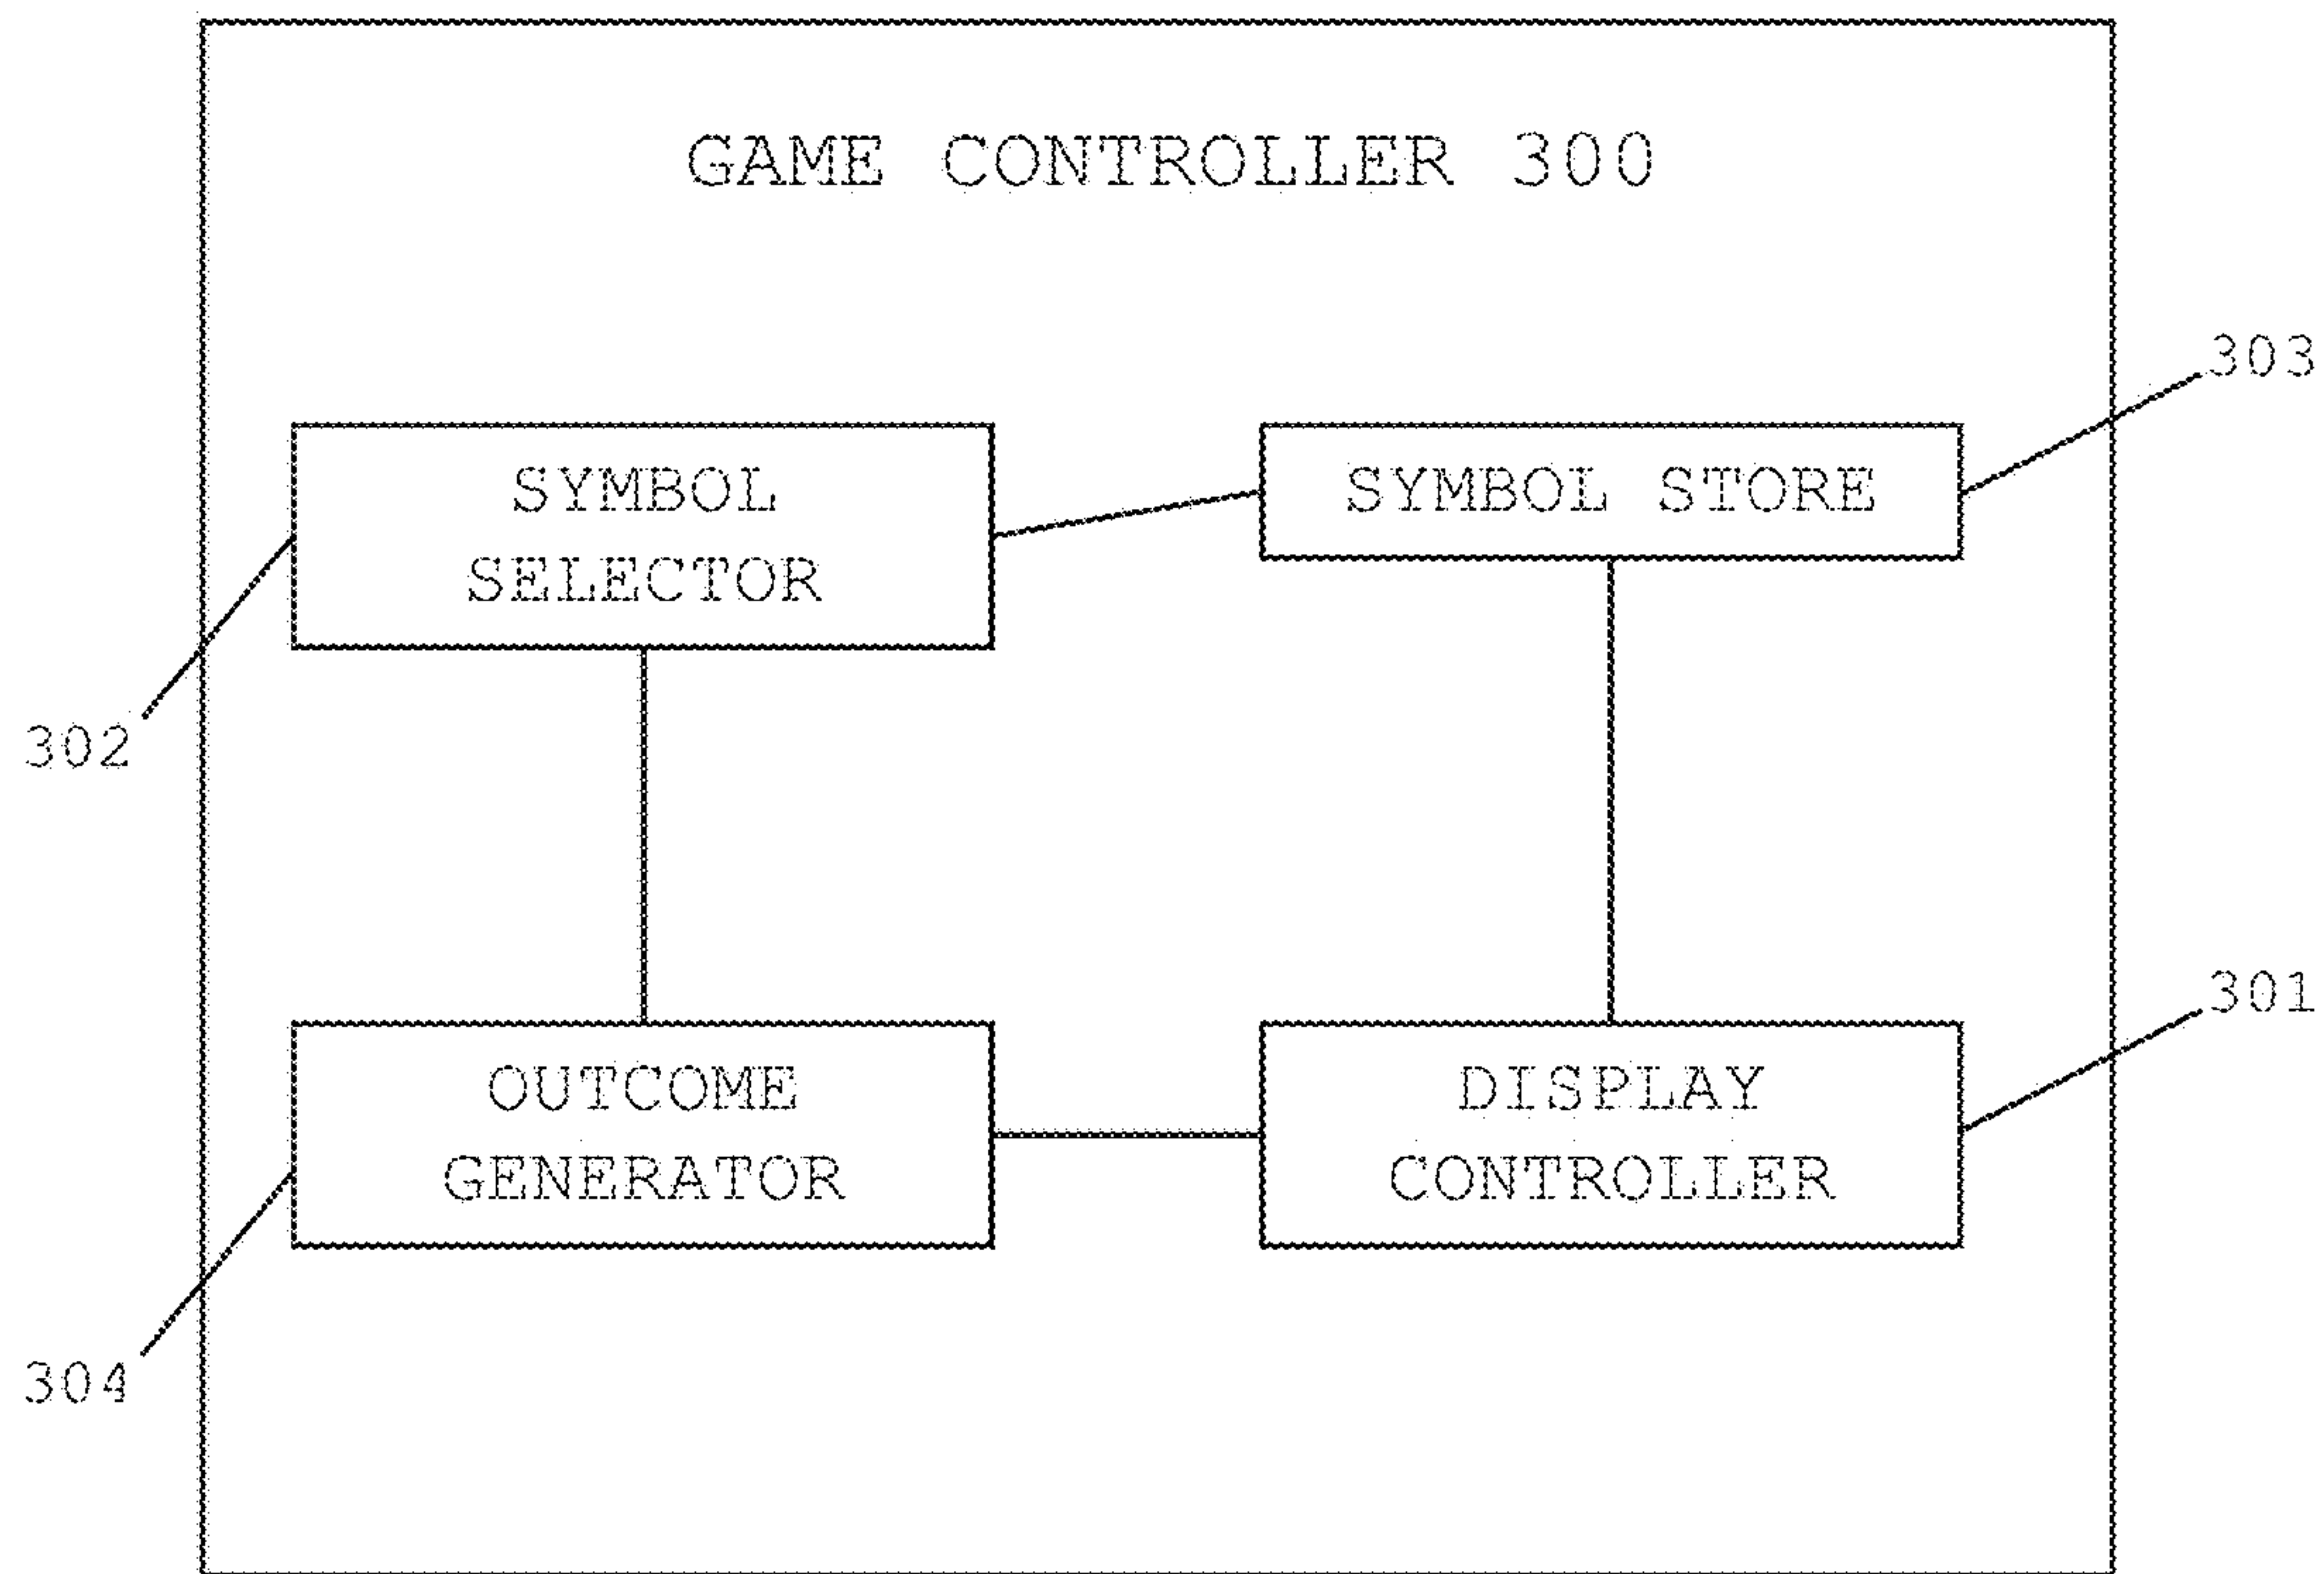 GAME CONTROLLER 300
303
SYMBOL
SELECTOR
SYMBOL STORE
302
301
OUTCOME
GENERATOR
DISPLAY
CONTROLLER
304